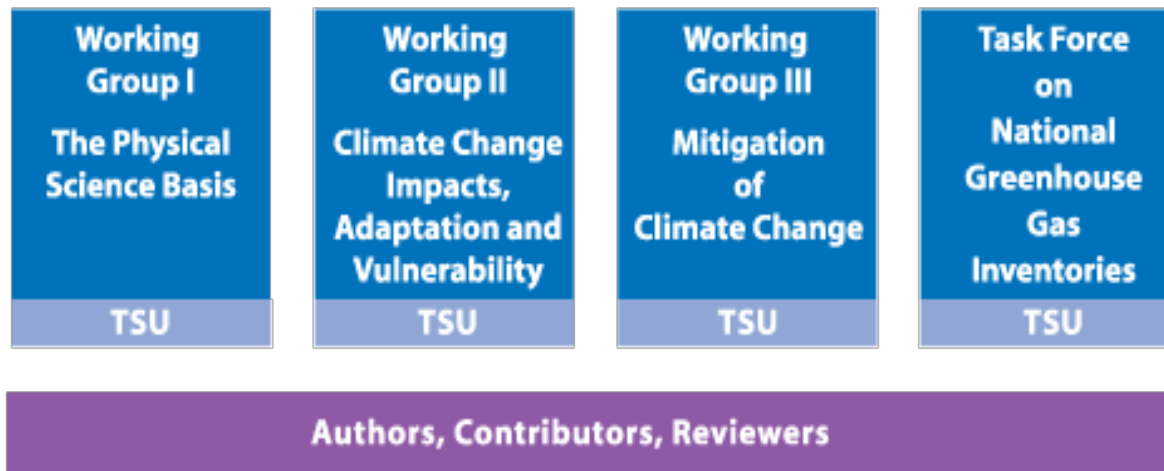 Working
Group I
The Physical
Science Basis
TSU
Working
Group II
Climate Change
Impacts,
Adaptation and
Vulnerability
TSU
Working
Group III
Mitigation
of
Climate Change
TSU
Task Force
on
National
Greenhouse
Gas
Inventories
TSU
Authors, Contributors, Reviewers